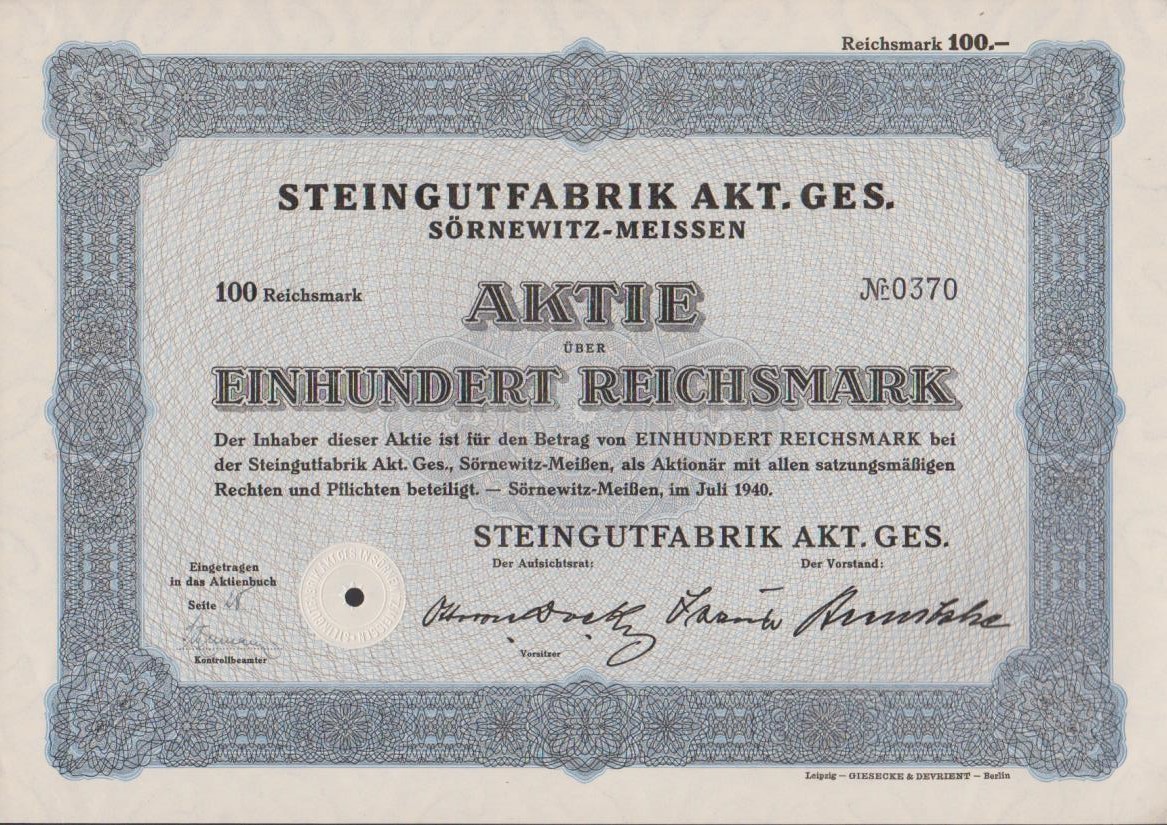 Reichsmark 100.—
STEINGUTFABRIK AKT. GES.
SÖRNEWITZ-MEISSEN
100 Reichsmark
AKTIE
№ 0370
ÜBER
EINHUNDERT REICHSMARK
Der Inhaber dieser Aktie ist für den Betrag von EINHUNDERT REICHSMARK bei
der Steingutfabrik Akt. Ges., Sörnewitz-Meißen, als Aktionär mit allen satzungsmäßigen
Rechten und Pflichten beteiligt. — Sörnewitz-Meißen, im Juli 1940.
STEINGUTFABRIK AKT. GES.
Der Aufsichtsrat:
Der Vorstand:
Eingetragen
in das Aktienbuch
Seite
Vorsitzer
Kontrollbeamter
Leipzig — GIESECKE & DEVRIENT — Berlin